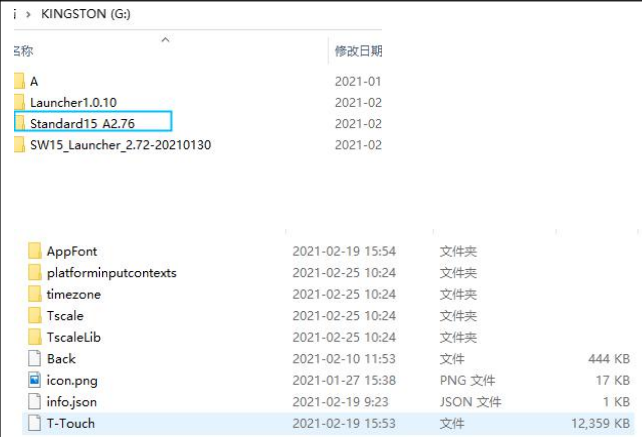 › KINGSTON (G:)
名称 修改日期
A 2021-01
Launcher1.0.10 2021-02
Standard15 A2.76 2021-02
SW15_Launcher_2.72-20210130 2021-02
AppFont 2021-02-19 15:54 文件夹
platforminputcontexts 2021-02-25 10:24 文件夹
timezone 2021-02-25 10:24 文件夹
Tscale 2021-02-25 10:24 文件夹
TscaleLib 2021-02-25 10:24 文件夹
Back 2021-02-10 11:53 文件 444 KB
icon.png 2021-01-27 15:38 PNG 文件 17 KB
info.json 2021-02-19 9:23 JSON 文件 1 KB
T-Touch 2021-02-19 15:53 文件 12,359 KB